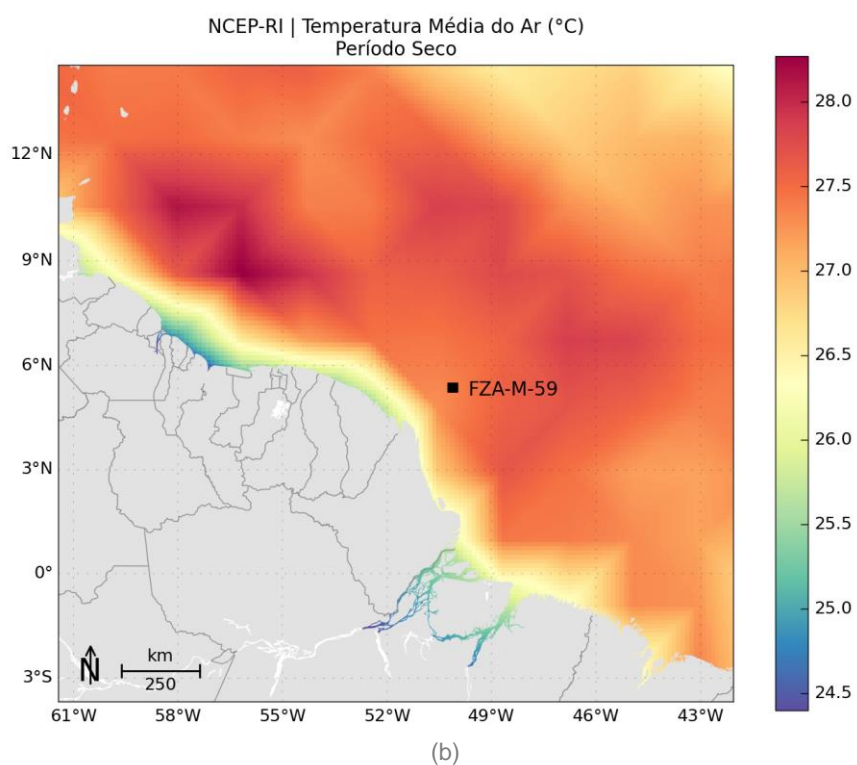 NCEP-RI | Temperatura Média do Ar (°C)
Período Seco
28.0
12°N
27.5
9°N
27.0
26.5
6°N
FZA-M-59
26.0
3°N
25.5
0°
25.0
N
km
250
3°S
24.5
61°W 58°W 55°W 52°W 49°W 46°W 43°W
(b)